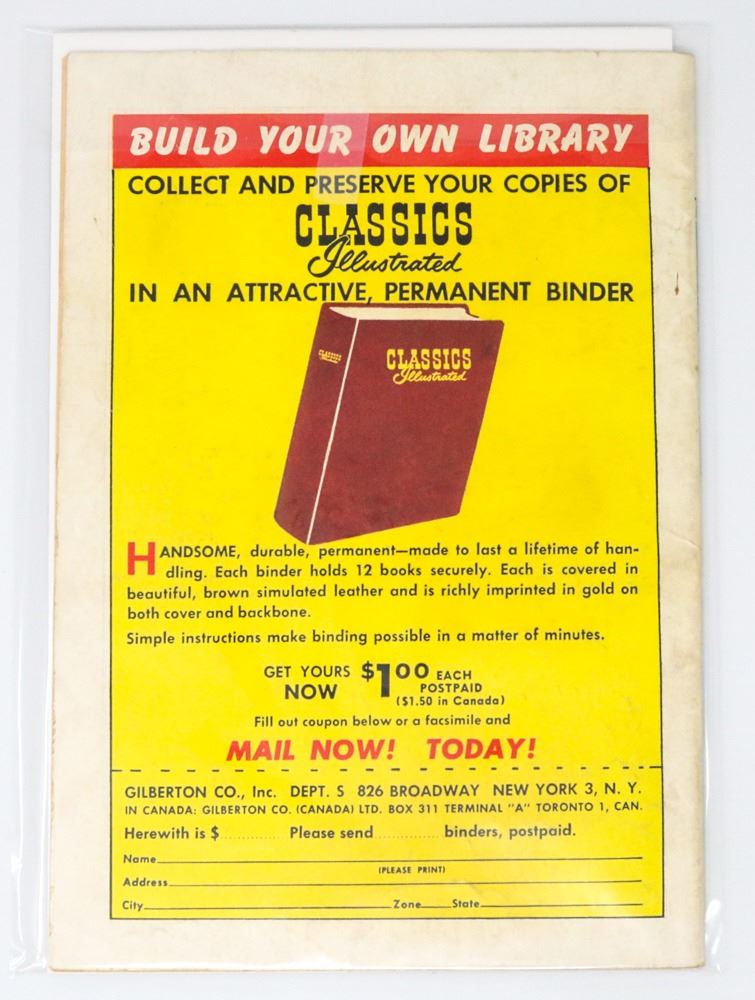 BUILD YOUR OWN LIBRARY
COLLECT AND PRESERVE YOUR COPIES OF
CLASSICS
Illustrated
IN AN ATTRACTIVE, PERMANENT BINDER
CLASSICS
Illustrated
HANDSOME, durable, permanent—made to last a lifetime of han-
dling. Each binder holds 12 books securely. Each is covered in
beautiful, brown simulated leather and is richly imprinted in gold on
both cover and backbone.
Simple instructions make binding possible in a matter of minutes.
GET YOURS NOW $1.00 EACH POSTPAID
($1.50 in Canada)
Fill out coupon below or a facsimile and
MAIL NOW! TODAY!
GILBERTON CO., Inc. DEPT. S 826 BROADWAY NEW YORK 3, N. Y.
IN CANADA: GILBERTON CO. (CANADA) LTD. BOX 311 TERMINAL "A" TORONTO 1, CAN.
Herewith is $ ............ Please send ............ binders, postpaid.
Name
(PLEASE PRINT)
Address
City Zone State